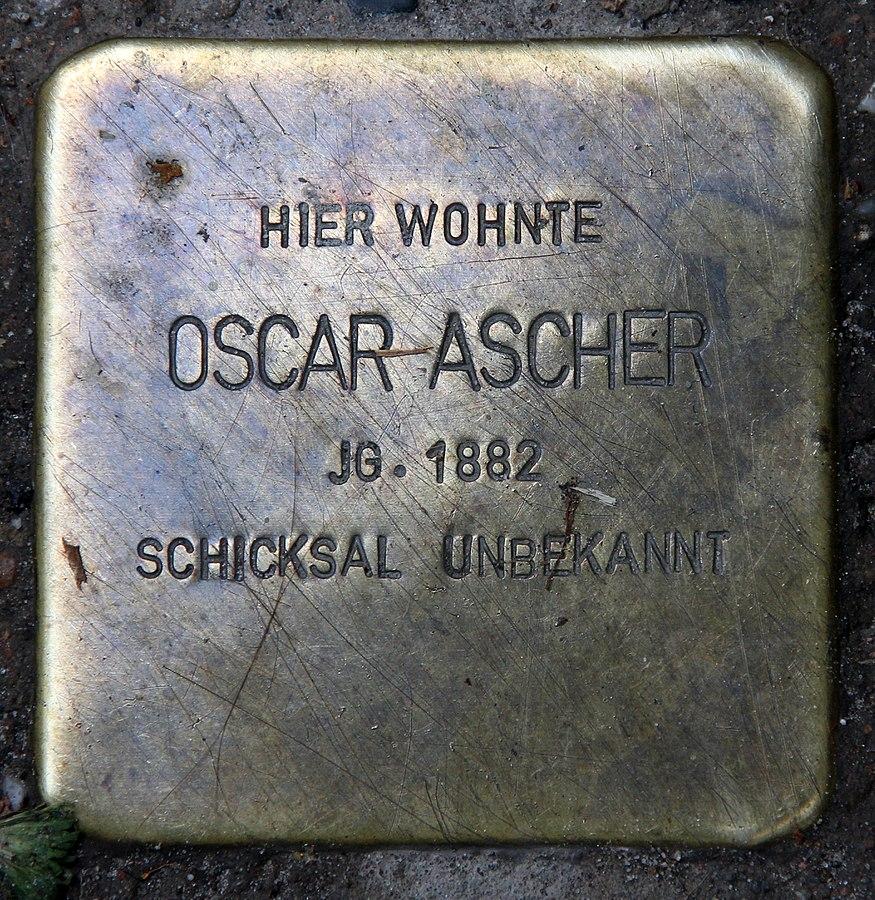 HIER WOHNTE
OSCAR ASCHER
JG. 1882
SCHICKSAL UNBEKANNT